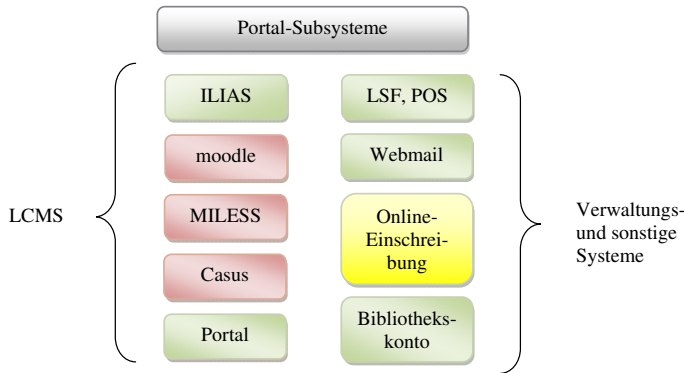 Portal-Subsysteme
LCMS
ILIAS
moodle
MILESS
Casus
Portal
LSF, POS
Webmail
Online-
Einschrei-
bung
Bibliotheks-
konto
Verwaltungs-
und sonstige
Systeme